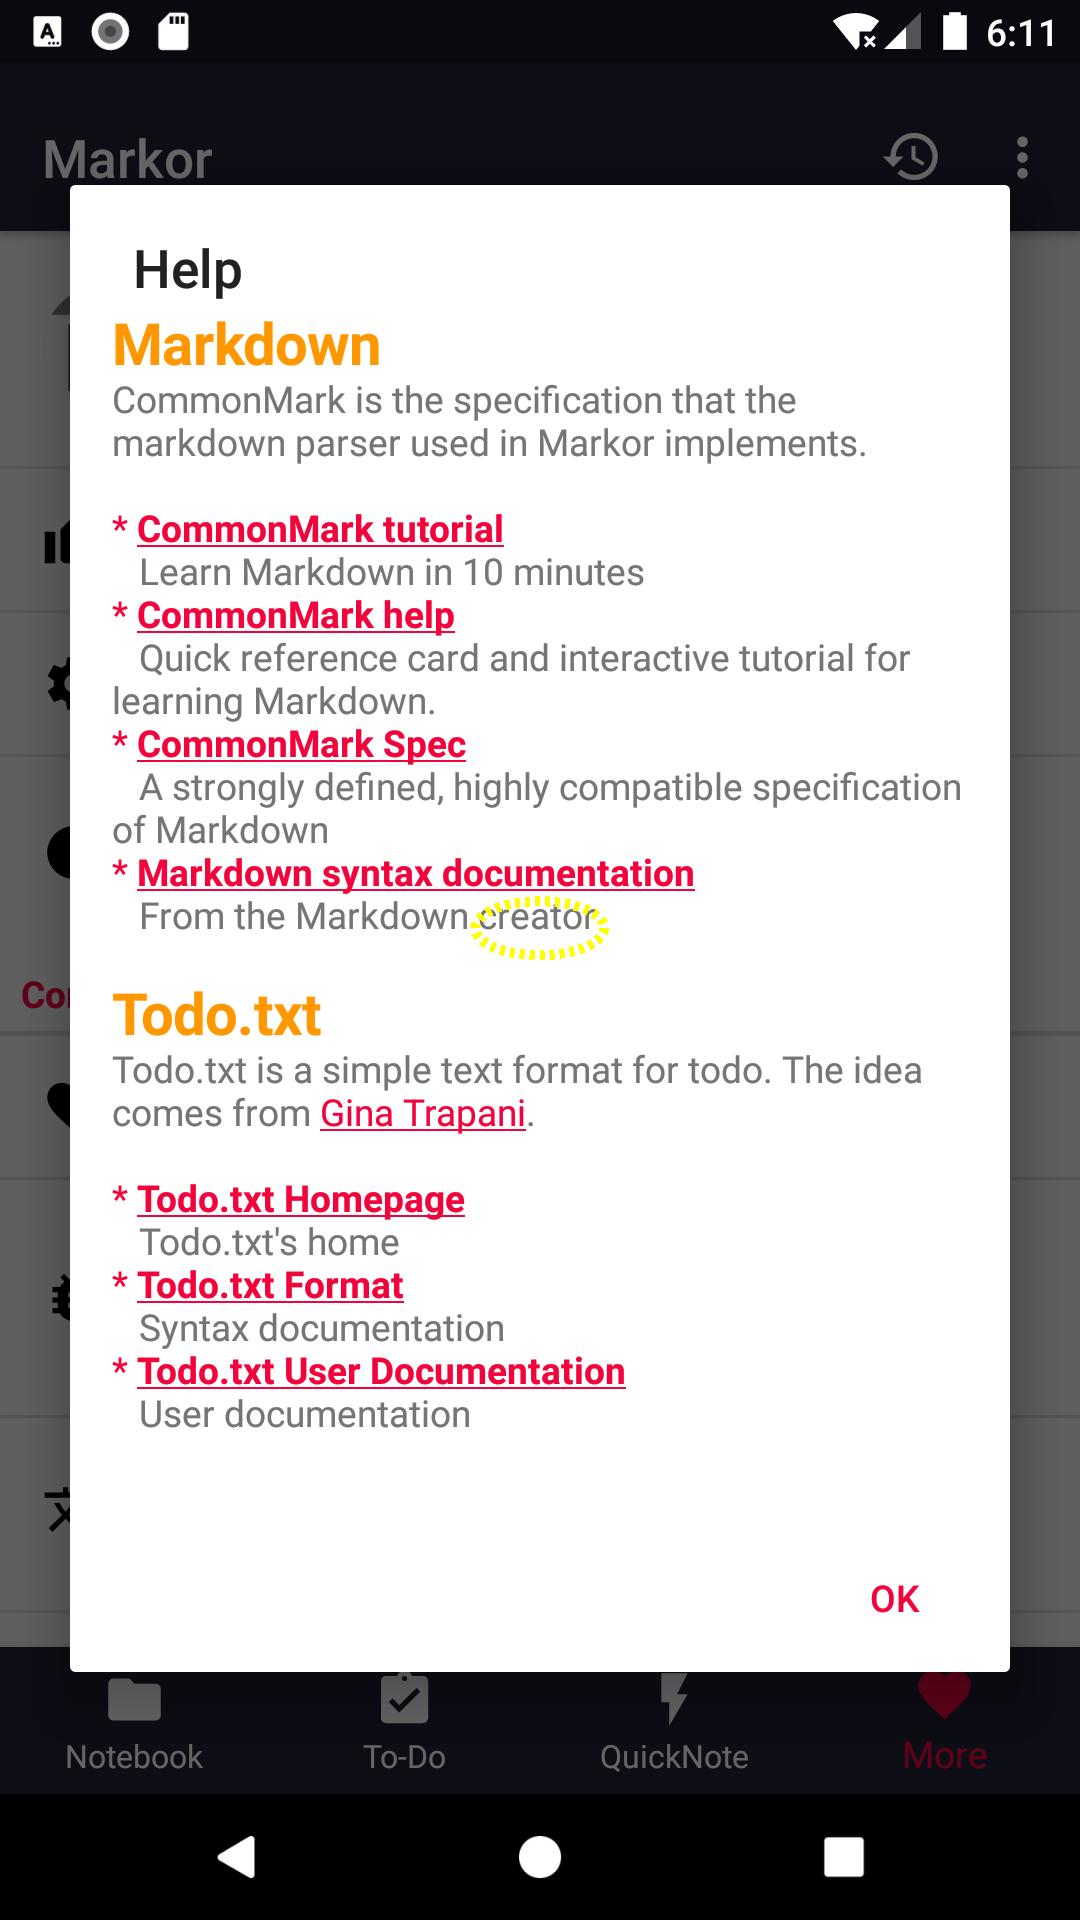 6:11
Markor
Help
Markdown
CommonMark is the specification that the
markdown parser used in Markor implements.
* CommonMark tutorial
Learn Markdown in 10 minutes
* CommonMark help
Quick reference card and interactive tutorial for
learning Markdown.
* CommonMark Spec
A strongly defined, highly compatible specification
of Markdown
* Markdown syntax documentation
From the Markdown creator
Todo.txt
Todo.txt is a simple text format for todo. The idea
comes from Gina Trapani.
* Todo.txt Homepage
Todo.txt's home
* Todo.txt Format
Syntax documentation
* Todo.txt User Documentation
User documentation
OK
Notebook
To-Do
QuickNote
More